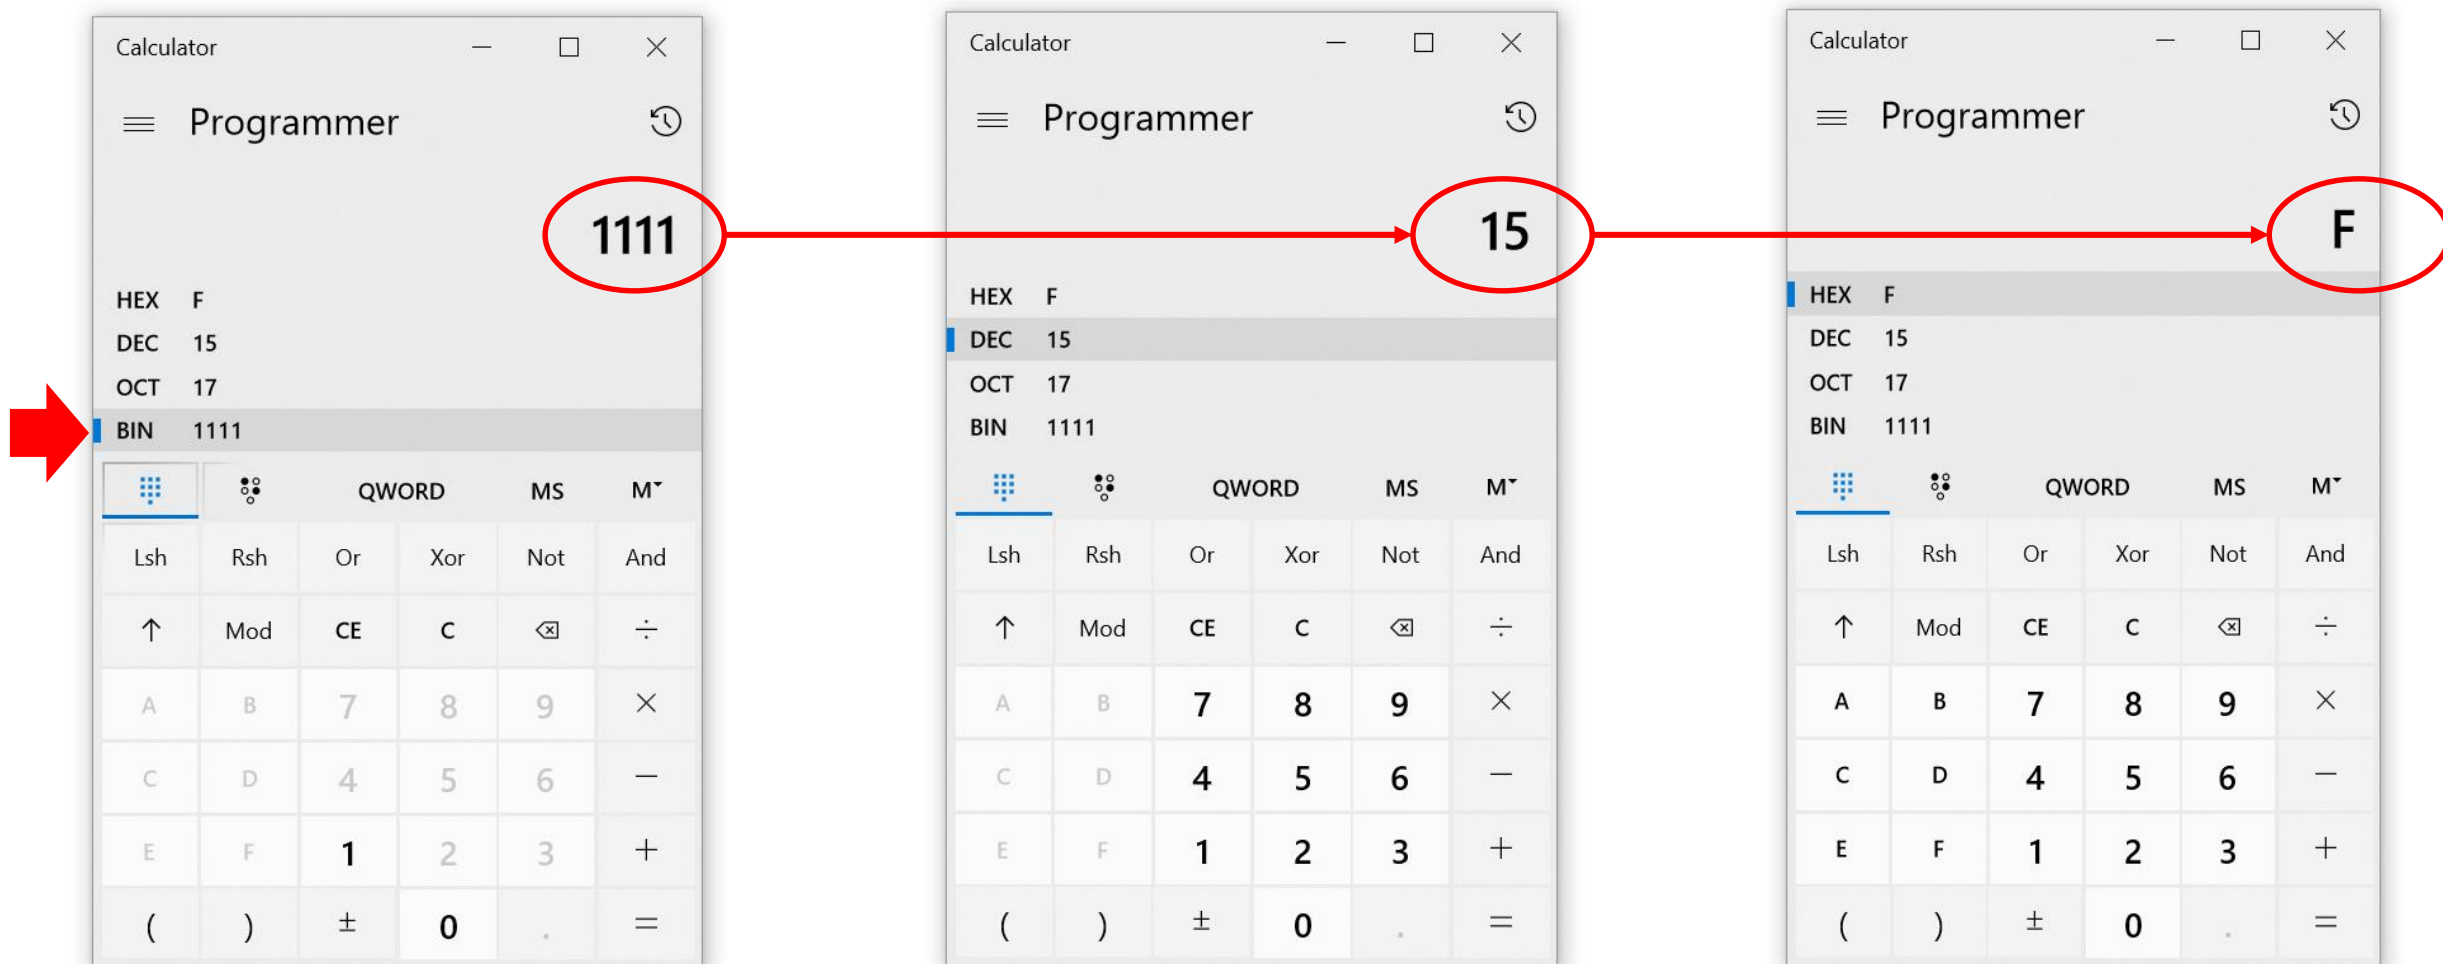 Calculator
Programmer
1111
HEX F
DEC 15
OCT 17
BIN 1111
QWORD MS M
Lsh Rsh Or Xor Not And
↑ Mod CE C ÷
A B 7 8 9 ×
C D 4 5 6 −
E F 1 2 3 +
( ) ± 0 . =
Calculator
Programmer
15
HEX F
DEC 15
OCT 17
BIN 1111
QWORD MS M
Lsh Rsh Or Xor Not And
↑ Mod CE C ÷
A B 7 8 9 ×
C D 4 5 6 −
E F 1 2 3 +
( ) ± 0 . =
Calculator
Programmer
F
HEX F
DEC 15
OCT 17
BIN 1111
QWORD MS M
Lsh Rsh Or Xor Not And
↑ Mod CE C ÷
A B 7 8 9 ×
C D 4 5 6 −
E F 1 2 3 +
( ) ± 0 . =